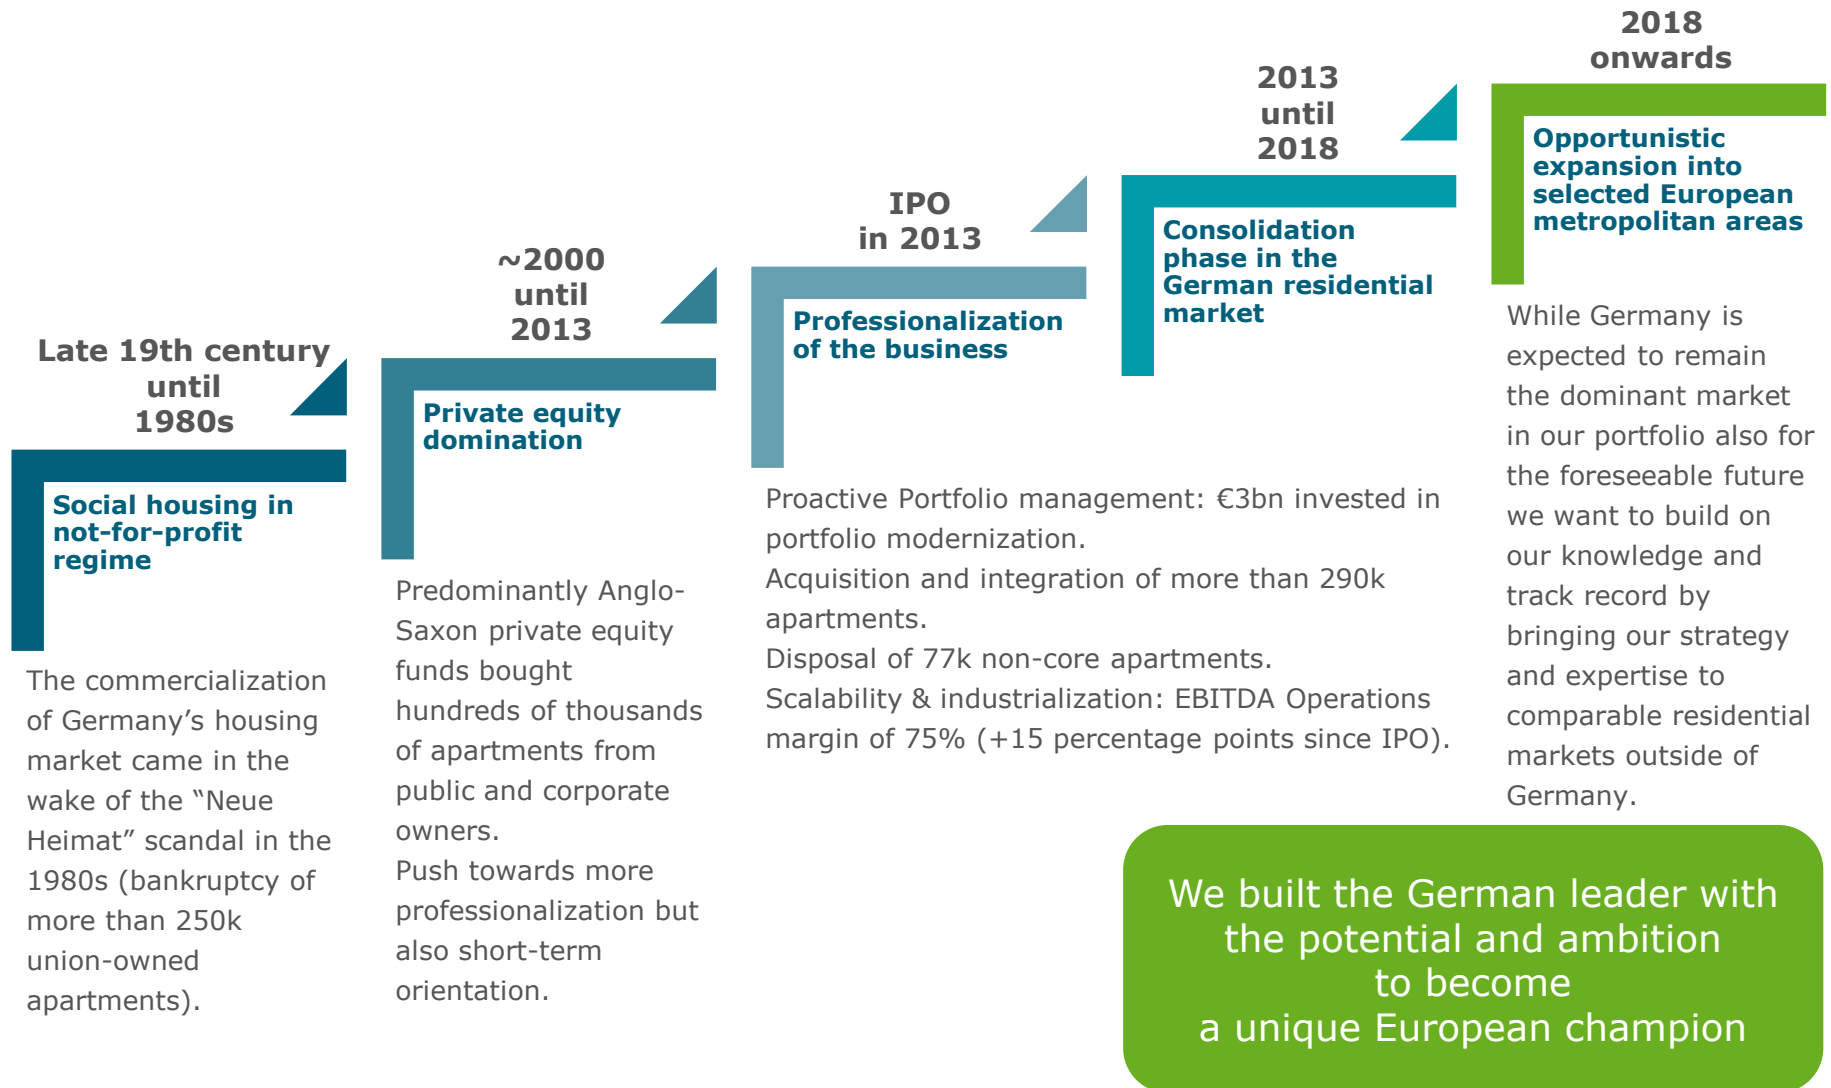 Late 19th century
until
1980s
Social housing in
not-for-profit
regime
The commercialization
of Germany’s housing
market came in the
wake of the “Neue
Heimat” scandal in the
1980s (bankruptcy of
more than 250k
union-owned
apartments).
~2000
until
2013
Private equity
domination
Predominantly Anglo-
Saxon private equity
funds bought
hundreds of thousands
of apartments from
public and corporate
owners.
Push towards more
professionalization but
also short-term
orientation.
IPO
in 2013
Professionalization
of the business
2013
until
2018
Consolidation
phase in the
German residential
market
Proactive Portfolio management: €3bn invested in
portfolio modernization.
Acquisition and integration of more than 290k
apartments.
Disposal of 77k non-core apartments.
Scalability & industrialization: EBITDA Operations
margin of 75% (+15 percentage points since IPO).
2018
onwards
Opportunistic
expansion into
selected European
metropolitan areas
While Germany is
expected to remain
the dominant market
in our portfolio also for
the foreseeable future
we want to build on
our knowledge and
track record by
bringing our strategy
and expertise to
comparable residential
markets outside of
Germany.
We built the German leader with
the potential and ambition
to become
a unique European champion